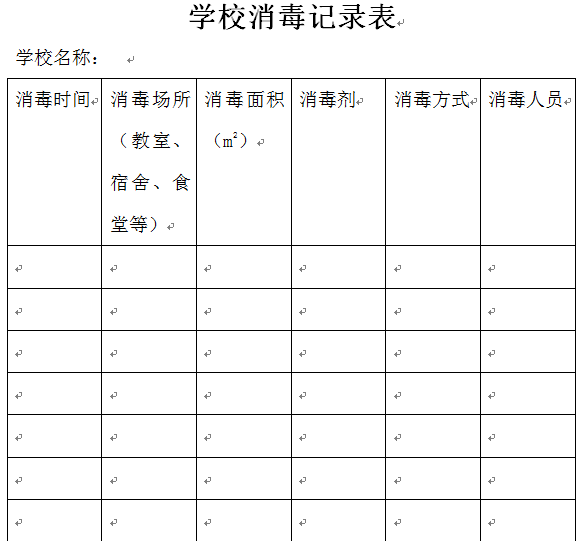 学校消毒记录表
学校名称：
消毒时间
消毒场所
（教室、
宿舍、食
堂等）
消毒面积
（m²）
消毒剂
消毒方式
消毒人员